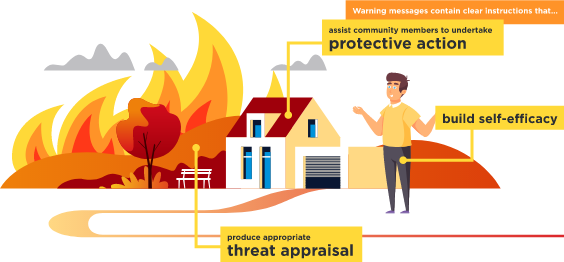 Warning messages contain clear instructions that...
assist community members to undertake
protective action
build self-efficacy
produce appropriate
threat appraisal